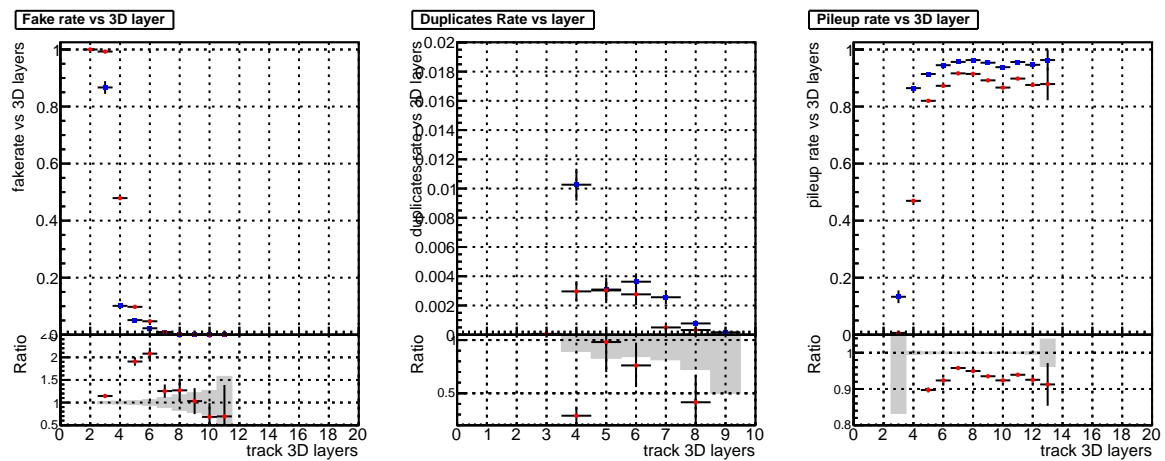 Fake rate vs 3D layer
fakerate vs 3D layers
1
0.8
0.6
0.4
0.2
0
Ratio
2
1.5
1
0.5
0 2 4 6 8 10 12 14 16 18 20
track 3D layers
Duplicates Rate vs layer
duplicates rate vs 3D layers
0.02
0.018
0.016
0.014
0.012
0.01
0.008
0.006
0.004
0.002
0
Ratio
1
0.5
0 1 2 3 4 5 6 7 8 9 10
track 3D layers
Pileup rate vs 3D layer
pileup rate vs 3D layers
1
0.8
0.6
0.4
0.2
0
Ratio
1
0.9
0.8
0 2 4 6 8 10 12 14 16 18 20
track 3D layers